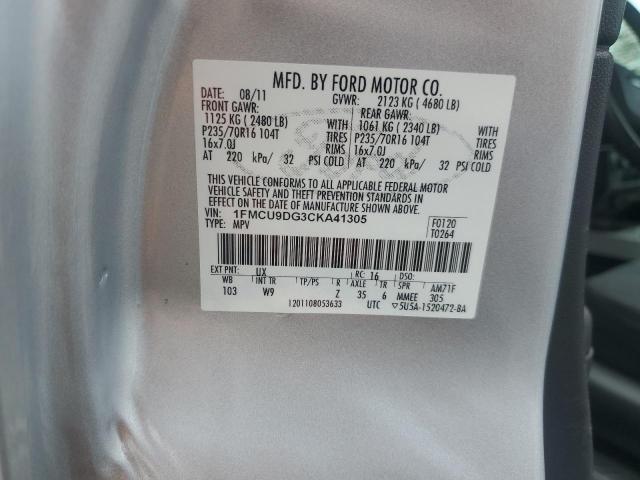 MFD. BY FORD MOTOR CO.
DATE: 08/11 GVWR: 2123 KG ( 4680 LB)
FRONT GAWR: REAR GAWR:
1125 KG ( 2480 LB) 1061 KG ( 2340 LB)
P235/70R16 104T TIRES P235/70R16 104T TIRES
16x7.0J RIMS 16x7.0J RIMS
AT 220 kPa/ 32 PSI COLD AT 220 kPa/ 32 PSI COLD
THIS VEHICLE CONFORMS TO ALL APPLICABLE FEDERAL MOTOR
VEHICLE SAFETY AND THEFT PREVENTION STANDARDS IN
EFFECT ON THE DATE OF MANUFACTURE SHOWN ABOVE.
VIN: 1FMCU9DG3CKA41305 F0120
TYPE: MPV T0264
EXT PNT: UX RC: 16 DSO:
WB INT TR TP/PS R AXLE TR SPR AM71F
103 W9 Z 35 6 MMEE 305
1201108053633 UTC ▽5U5A-1520472-BA